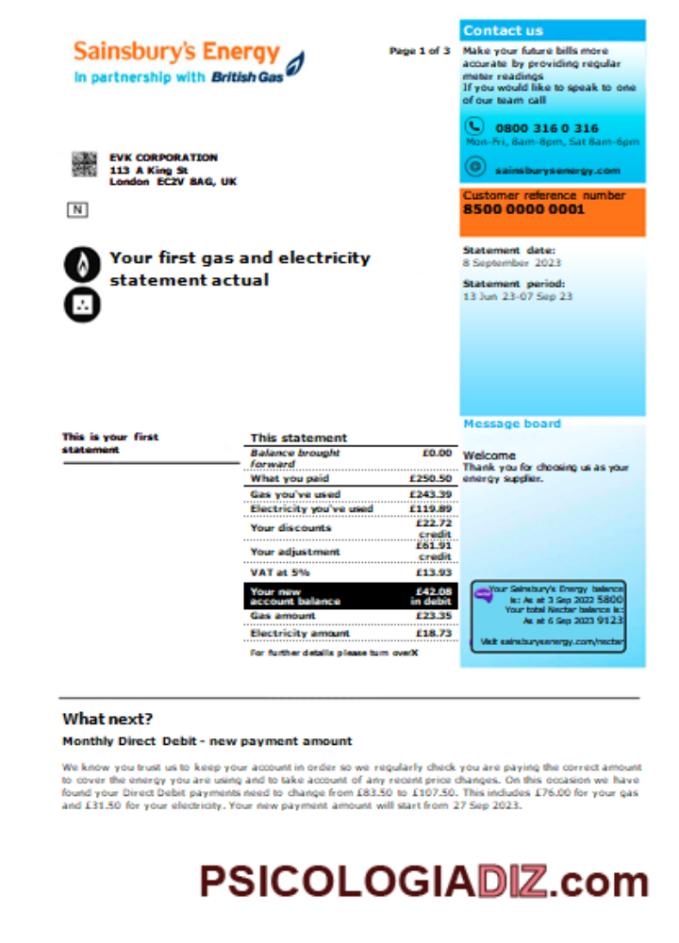 Sainsbury's Energy
In partnership with British Gas
Page 1 of 3
Contact us
Make your future bills more
accurate by providing regular
meter readings
If you would like to speak to one
of our team call
0800 316 0 316
Mon-Fri, 8am-8pm, Sat 8am-6pm
sainsburysenergy.com
EVK CORPORATION
113 A King St
London EC2V 8AG, UK
N
Customer reference number
8500 0000 0001
Your first gas and electricity
statement actual
Statement date:
8 September 2023
Statement period:
13 Jun 23-07 Sep 23
This is your first
statement
This statement
Balance brought £0.00
forward
What you paid £250.50
Gas you've used £243.39
Electricity you've used £119.89
Your discounts £22.72
credit
Your adjustment £61.91
credit
VAT at 5% £13.93
Your new £42.08
account balance in debit
Gas amount £23.35
Electricity amount £18.73
For further details please turn overX
Message board
Welcome
Thank you for choosing us as your
energy supplier.
Your Sainsbury's Energy balance
is: As at 3 Sep 2022 5800
Your total Nectar balance is:
As at 6 Sep 2023 9123
Visit sainsburysenergy.com/nectar
What next?
Monthly Direct Debit - new payment amount
We know you trust us to keep your account in order so we regularly check you are paying the correct amount
to cover the energy you are using and to take account of any recent price changes. On this occasion we have
found your Direct Debit payments need to change from £83.50 to £107.50. This includes £76.00 for your gas
and £31.50 for your electricity. Your new payment amount will start from 27 Sep 2023.
PSICOLOGIADIZ.com